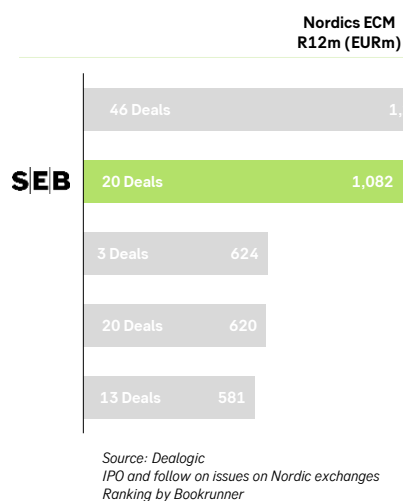 Nordics ECM
R12m (EURm)
46 Deals 1,
SEB 20 Deals 1,082
3 Deals 624
20 Deals 620
13 Deals 581
Source: Dealogic
IPO and follow on issues on Nordic exchanges
Ranking by Bookrunner